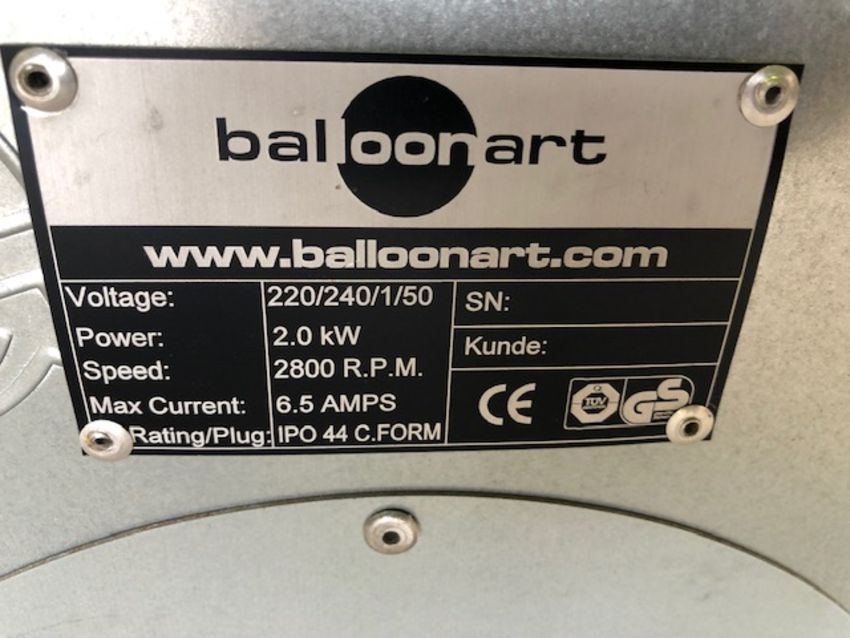 balloonart
www.balloonart.com
Voltage: 220/240/1/50
Power: 2.0 kW
Speed: 2800 R.P.M.
Max Current: 6.5 AMPS
Rating/Plug: IPO 44 C.FORM
SN:
Kunde:
CE TÜV GS